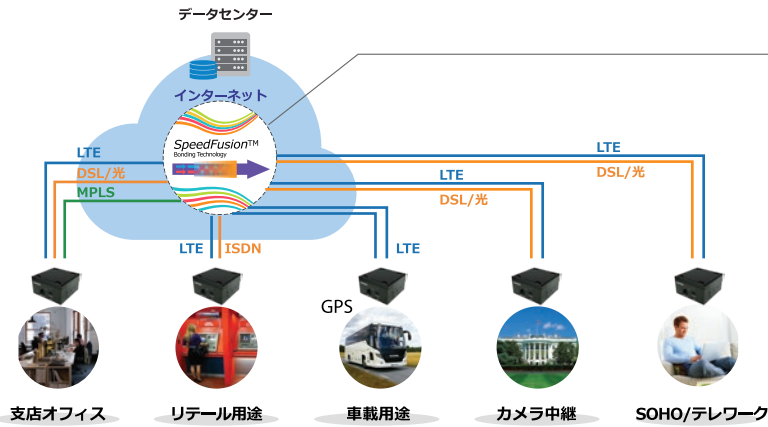 データセンター
インターネット
SpeedFusion™
Bonding Technology
LTE
DSL/光
MPLS
LTE
DSL/光
LTE
DSL/光
LTE
ISDN
LTE
GPS
支店オフィス
リテール用途
車載用途
カメラ中継
SOHO/テレワーク